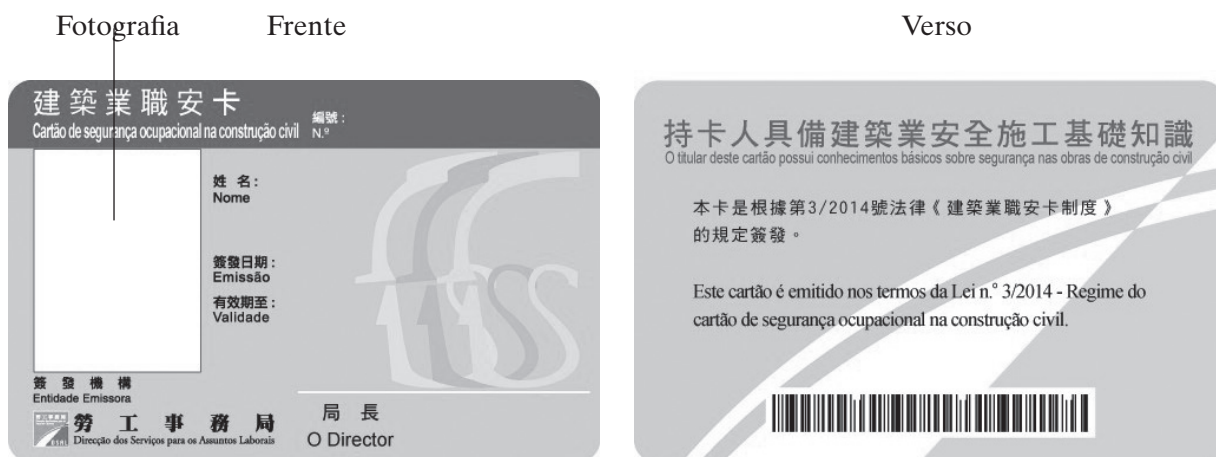 Fotografia
Frente
Verso
建築業職安卡
Cartão de segurança ocupacional na construção civil
編號：
N.º
姓 名：
Nome
簽發日期：
Emissão
有效期至：
Validade
簽 發 機 構
Entidade Emissora
勞 工 事 務 局
Direcção dos Serviços para os Assuntos Laborais
局 長
O Director
持卡人具備建築業安全施工基礎知識
O titular deste cartão possui conhecimentos básicos sobre segurança nas obras de construção civil
本卡是根據第3/2014號法律《建築業職安卡制度》
的規定簽發。
Este cartão é emitido nos termos da Lei n.º 3/2014 - Regime do
cartão de segurança ocupacional na construção civil.